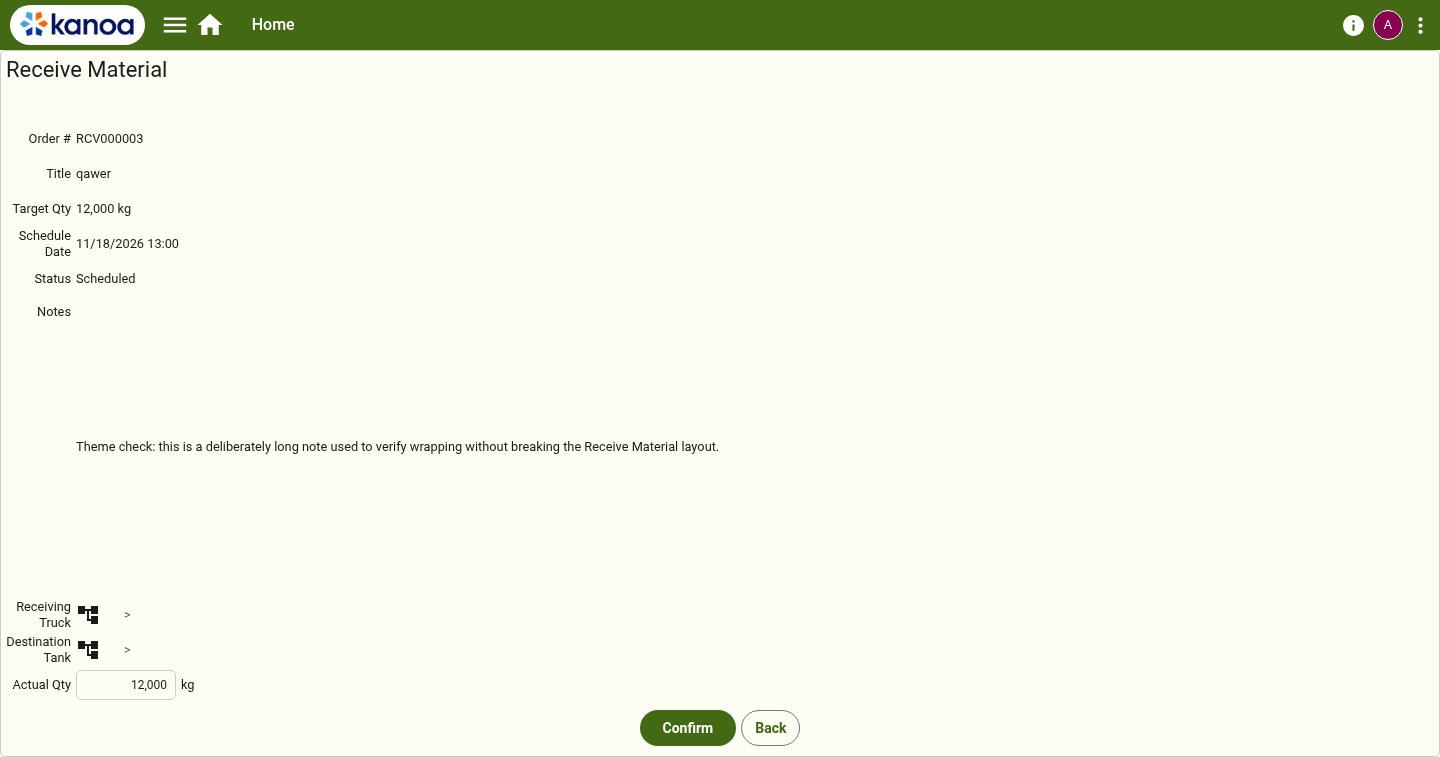 kanoa Home A
Receive Material
Order # RCV000003
Title qawer
Target Qty 12,000 kg
Schedule
Date 11/18/2026 13:00
Status Scheduled
Notes
Theme check: this is a deliberately long note used to verify wrapping without breaking the Receive Material layout.
Receiving
Truck >
Destination
Tank >
Actual Qty 12,000 kg
Confirm Back